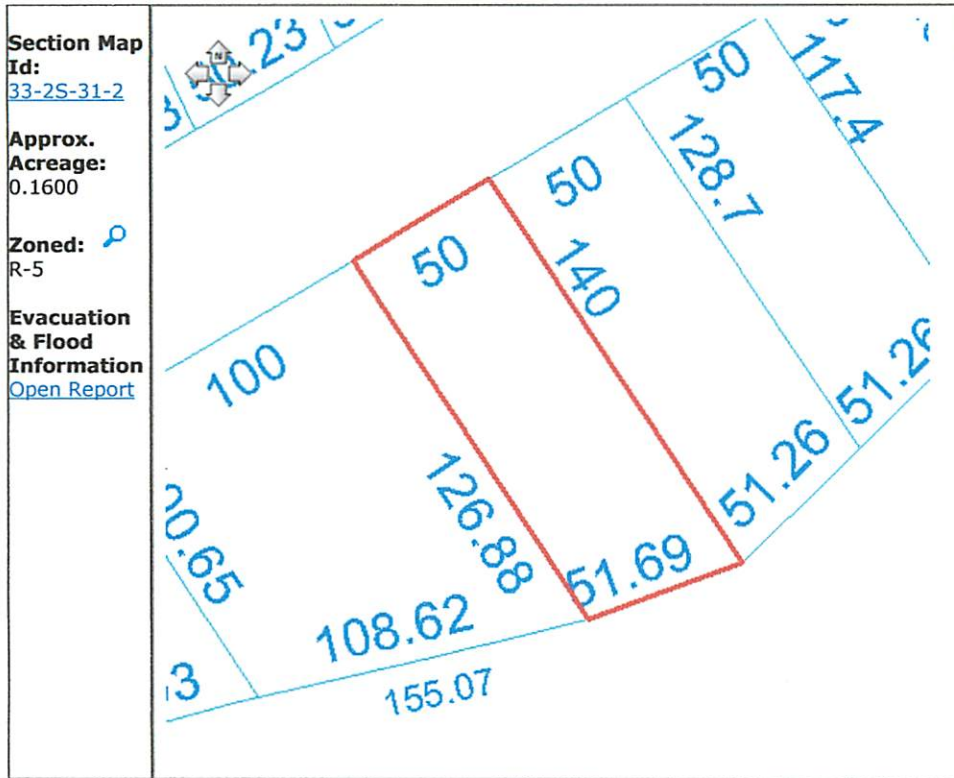 Section Map
Id:
33-2S-31-2
Approx.
Acreage:
0.1600
Zoned:
R-5
Evacuation
& Flood
Information
Open Report
N
50
117.4
50
128.7
50
140
100
126.88
51.26
51.26
51.69
108.62
155.07